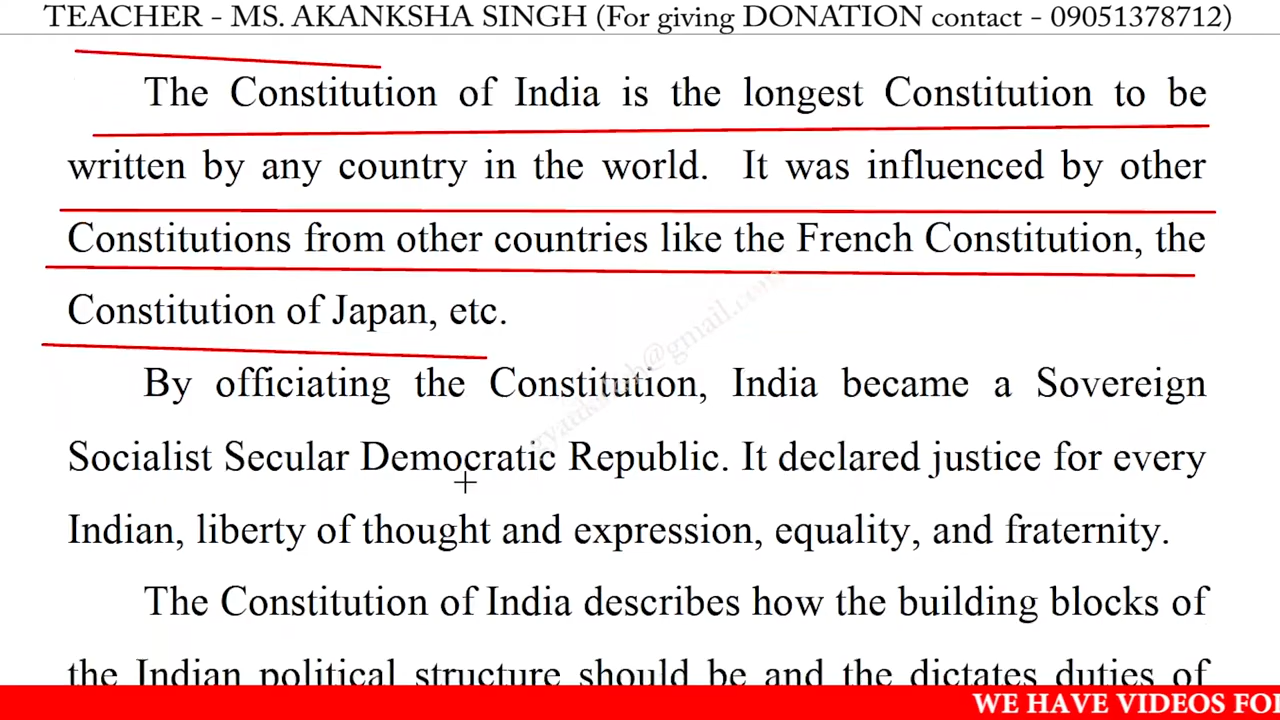 TEACHER - MS. AKANKSHA SINGH (For giving DONATION contact - 09051378712)
The Constitution of India is the longest Constitution to be
written by any country in the world. It was influenced by other
Constitutions from other countries like the French Constitution, the
Constitution of Japan, etc.
By officiating the Constitution, India became a Sovereign
Socialist Secular Democratic Republic. It declared justice for every
Indian, liberty of thought and expression, equality, and fraternity.
The Constitution of India describes how the building blocks of
the Indian political structure should be and the dictates duties of
WE HAVE VIDEOS FOR